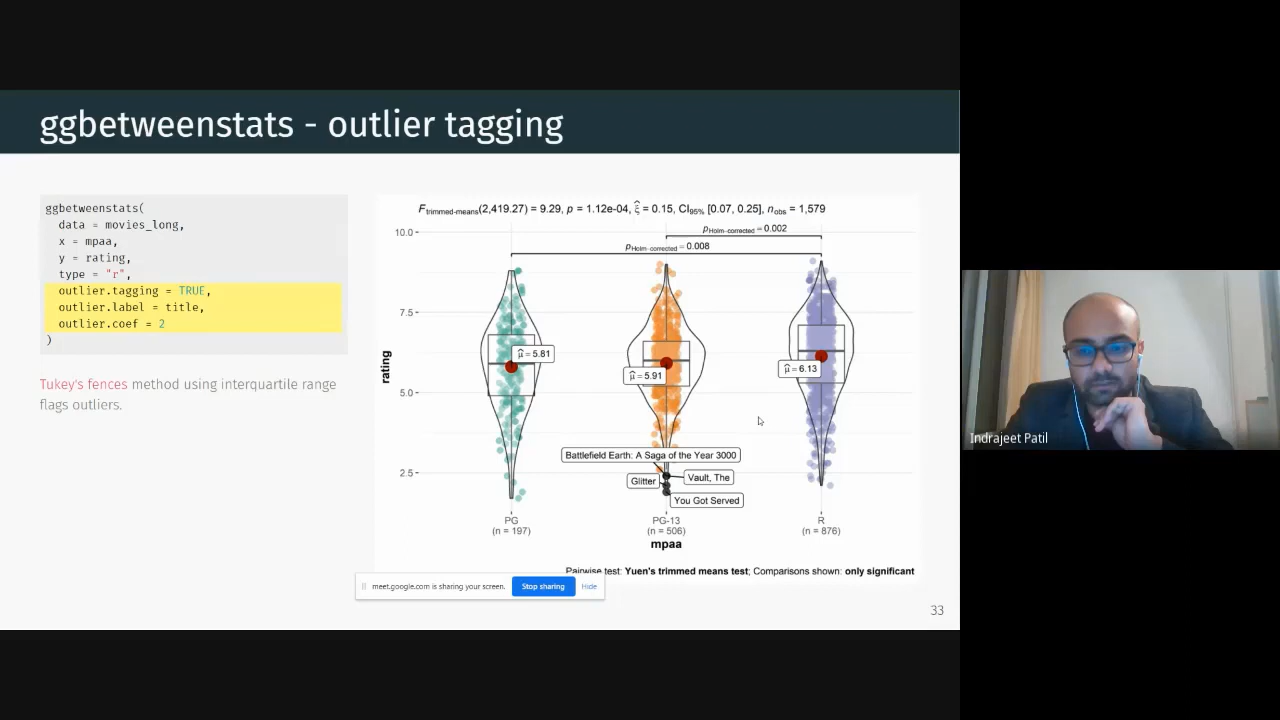 ggbetweenstats - outlier tagging
ggbetweenstats(
data = movies_long,
x = mpaa,
y = rating,
type = "r",
outlier.tagging = TRUE,
outlier.label = title,
outlier.coef = 2
)
Tukey's fences method using interquartile range
flags outliers.
Ftrimmed-means(2,419.27) = 9.29, p = 1.12e-04, ξ̂ = 0.15, CI95% [0.07, 0.25], nobs = 1,579
pHolm-corrected = 0.002
pHolm-corrected = 0.008
10.0
7.5
5.0
2.5
rating
μ̂ = 5.81
μ̂ = 5.91
μ̂ = 6.13
Battlefield Earth: A Saga of the Year 3000
Glitter
Vault, The
You Got Served
PG
(n = 197)
PG-13
(n = 506)
R
(n = 876)
mpaa
Pairwise test: Yuen's trimmed means test; Comparisons shown: only significant
meet.google.com is sharing your screen. Stop sharing Hide
33
Indrajeet Patil